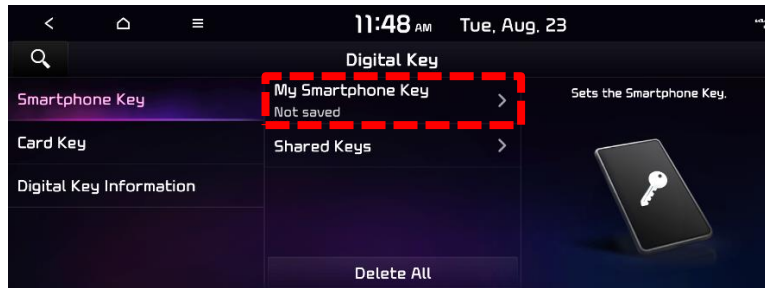 11:48 AM Tue, Aug. 23
Digital Key
Smartphone Key
Card Key
Digital Key Information
My Smartphone Key
Not saved
Shared Keys
Delete All
Sets the Smartphone Key.